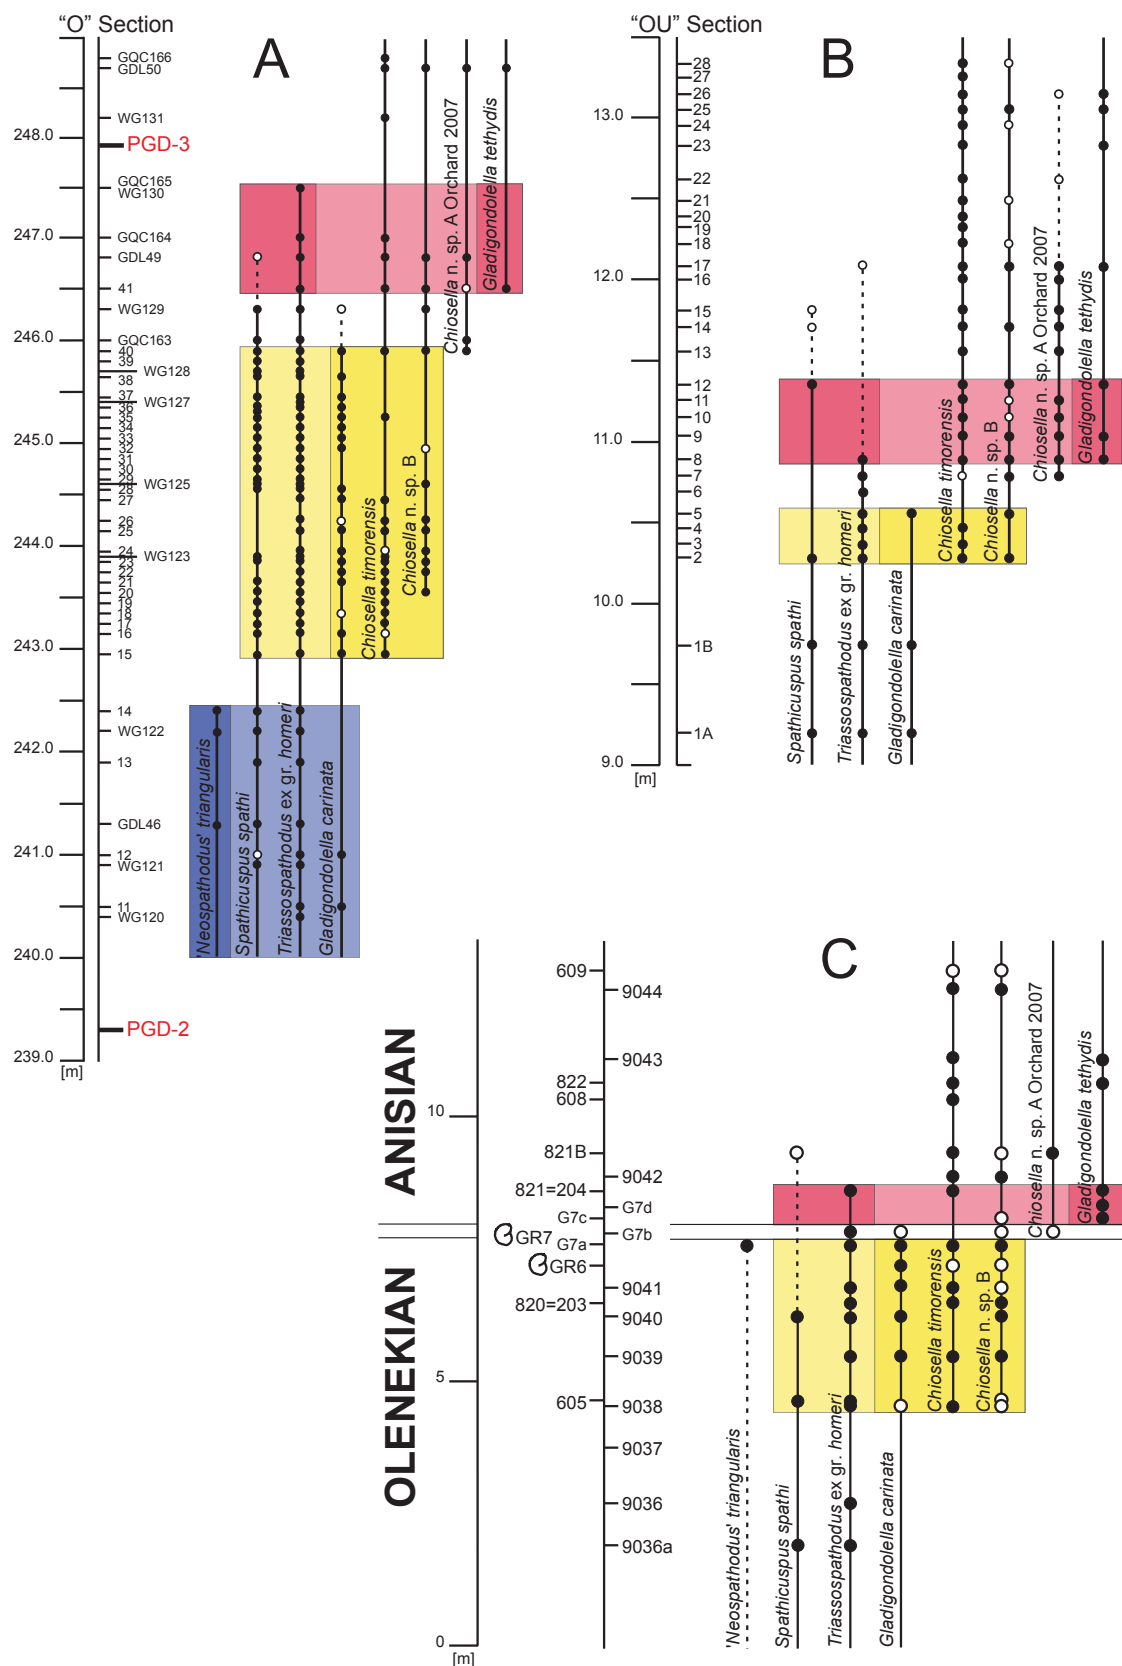 "O" Section
A
GQC166
GDL50
WG131
248.0
PGD-3
GQC165
WG130
247.0
GQC164
GDL49
41
WG129
246.0
GQC163
40
39
WG128
38
37
WG127
36
35
34
245.0
33
32
31
30
29
WG125
28
27
26
25
244.0
24
WG123
23
22
21
20
19
18
17
16
243.0
15
14
WG122
242.0
13
GDL46
241.0
12
WG121
11
WG120
240.0
PGD-2
239.0
[m]
'Neospathodus' triangularis
Spathicuspus spathi
Triassospathodus ex gr. homeri
Gladigondolella carinata
Chiosella timorensis
Chiosella n. sp. B
Chiosella n. sp. A Orchard 2007
Gladigondolella tethydis
"OU" Section
B
28
27
26
13.0
25
24
23
22
21
20
19
18
17
12.0
16
15
14
13
12
11
10
11.0
9
8
7
6
5
4
3
2
10.0
1B
1A
9.0
[m]
Spathicuspus spathi
Triassospathodus ex gr. homeri
Gladigondolella carinata
Chiosella timorensis
Chiosella n. sp. B
Chiosella n. sp. A Orchard 2007
Gladigondolella tethydis
C
ANISIAN
OLENEKIAN
10
5
0
[m]
609
9044
9043
822
608
821B
9042
821=204
G7d
G7c
G7b
GR7
G7a
GR6
9041
820=203
9040
9039
605
9038
9037
9036
9036a
'Neospathodus' triangularis
Spathicuspus spathi
Triassospathodus ex gr. homeri
Gladigondolella carinata
Chiosella timorensis
Chiosella n. sp. B
Chiosella n. sp. A Orchard 2007
Gladigondolella tethydis